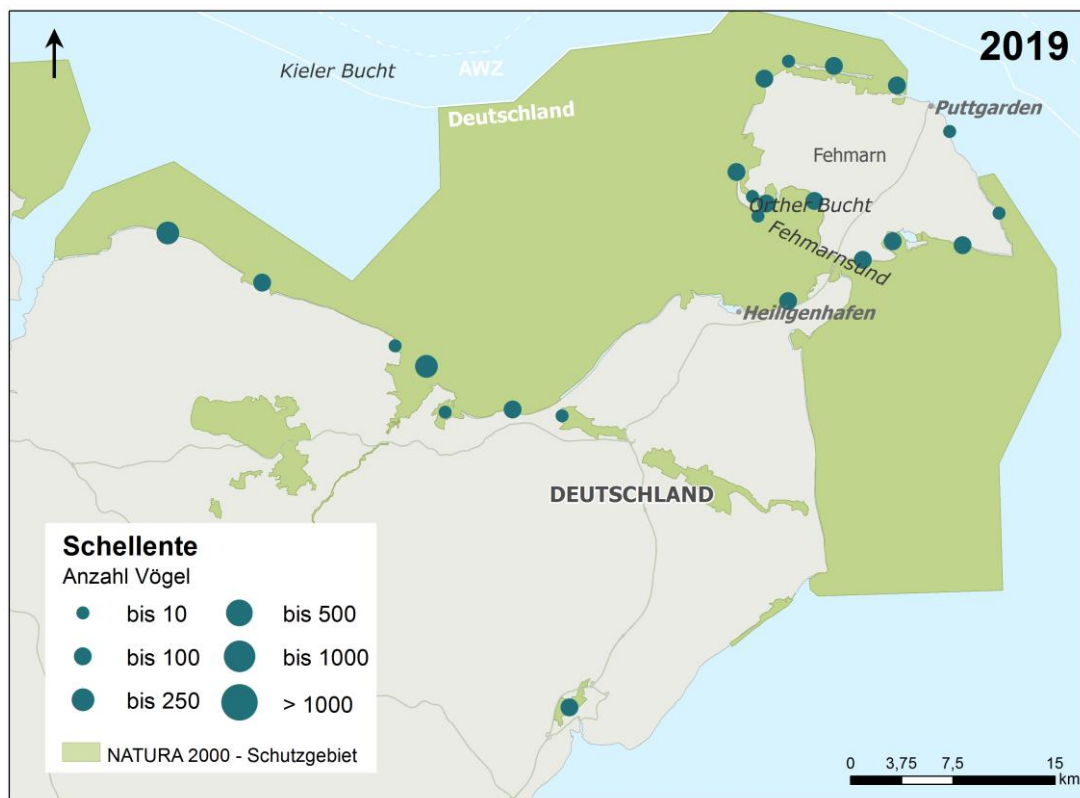 2019
Kieler Bucht
AWZ
Deutschland
Puttgarden
Fehmarn
Orther Bucht
Fehmarnsund
Heiligenhafen
DEUTSCHLAND
Schellente
Anzahl Vögel
bis 10
bis 500
bis 100
bis 1000
bis 250
> 1000
NATURA 2000 - Schutzgebiet
0 3,75 7,5 15
km